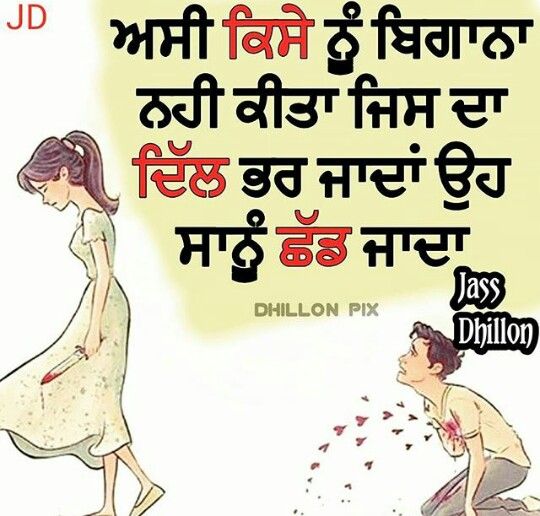 JD
ਅਸੀ ਕਿਸੇ ਨੂੰ ਬਿਗਾਨਾ
ਨਹੀ ਕੀਤਾ ਜਿਸ ਦਾ
ਦਿੱਲ ਭਰ ਜਾਦਾਂ ਉਹ
ਸਾਨੂੰ ਛੱਡ ਜਾਦਾ
DHILLON PIX
Jass
Dhillon